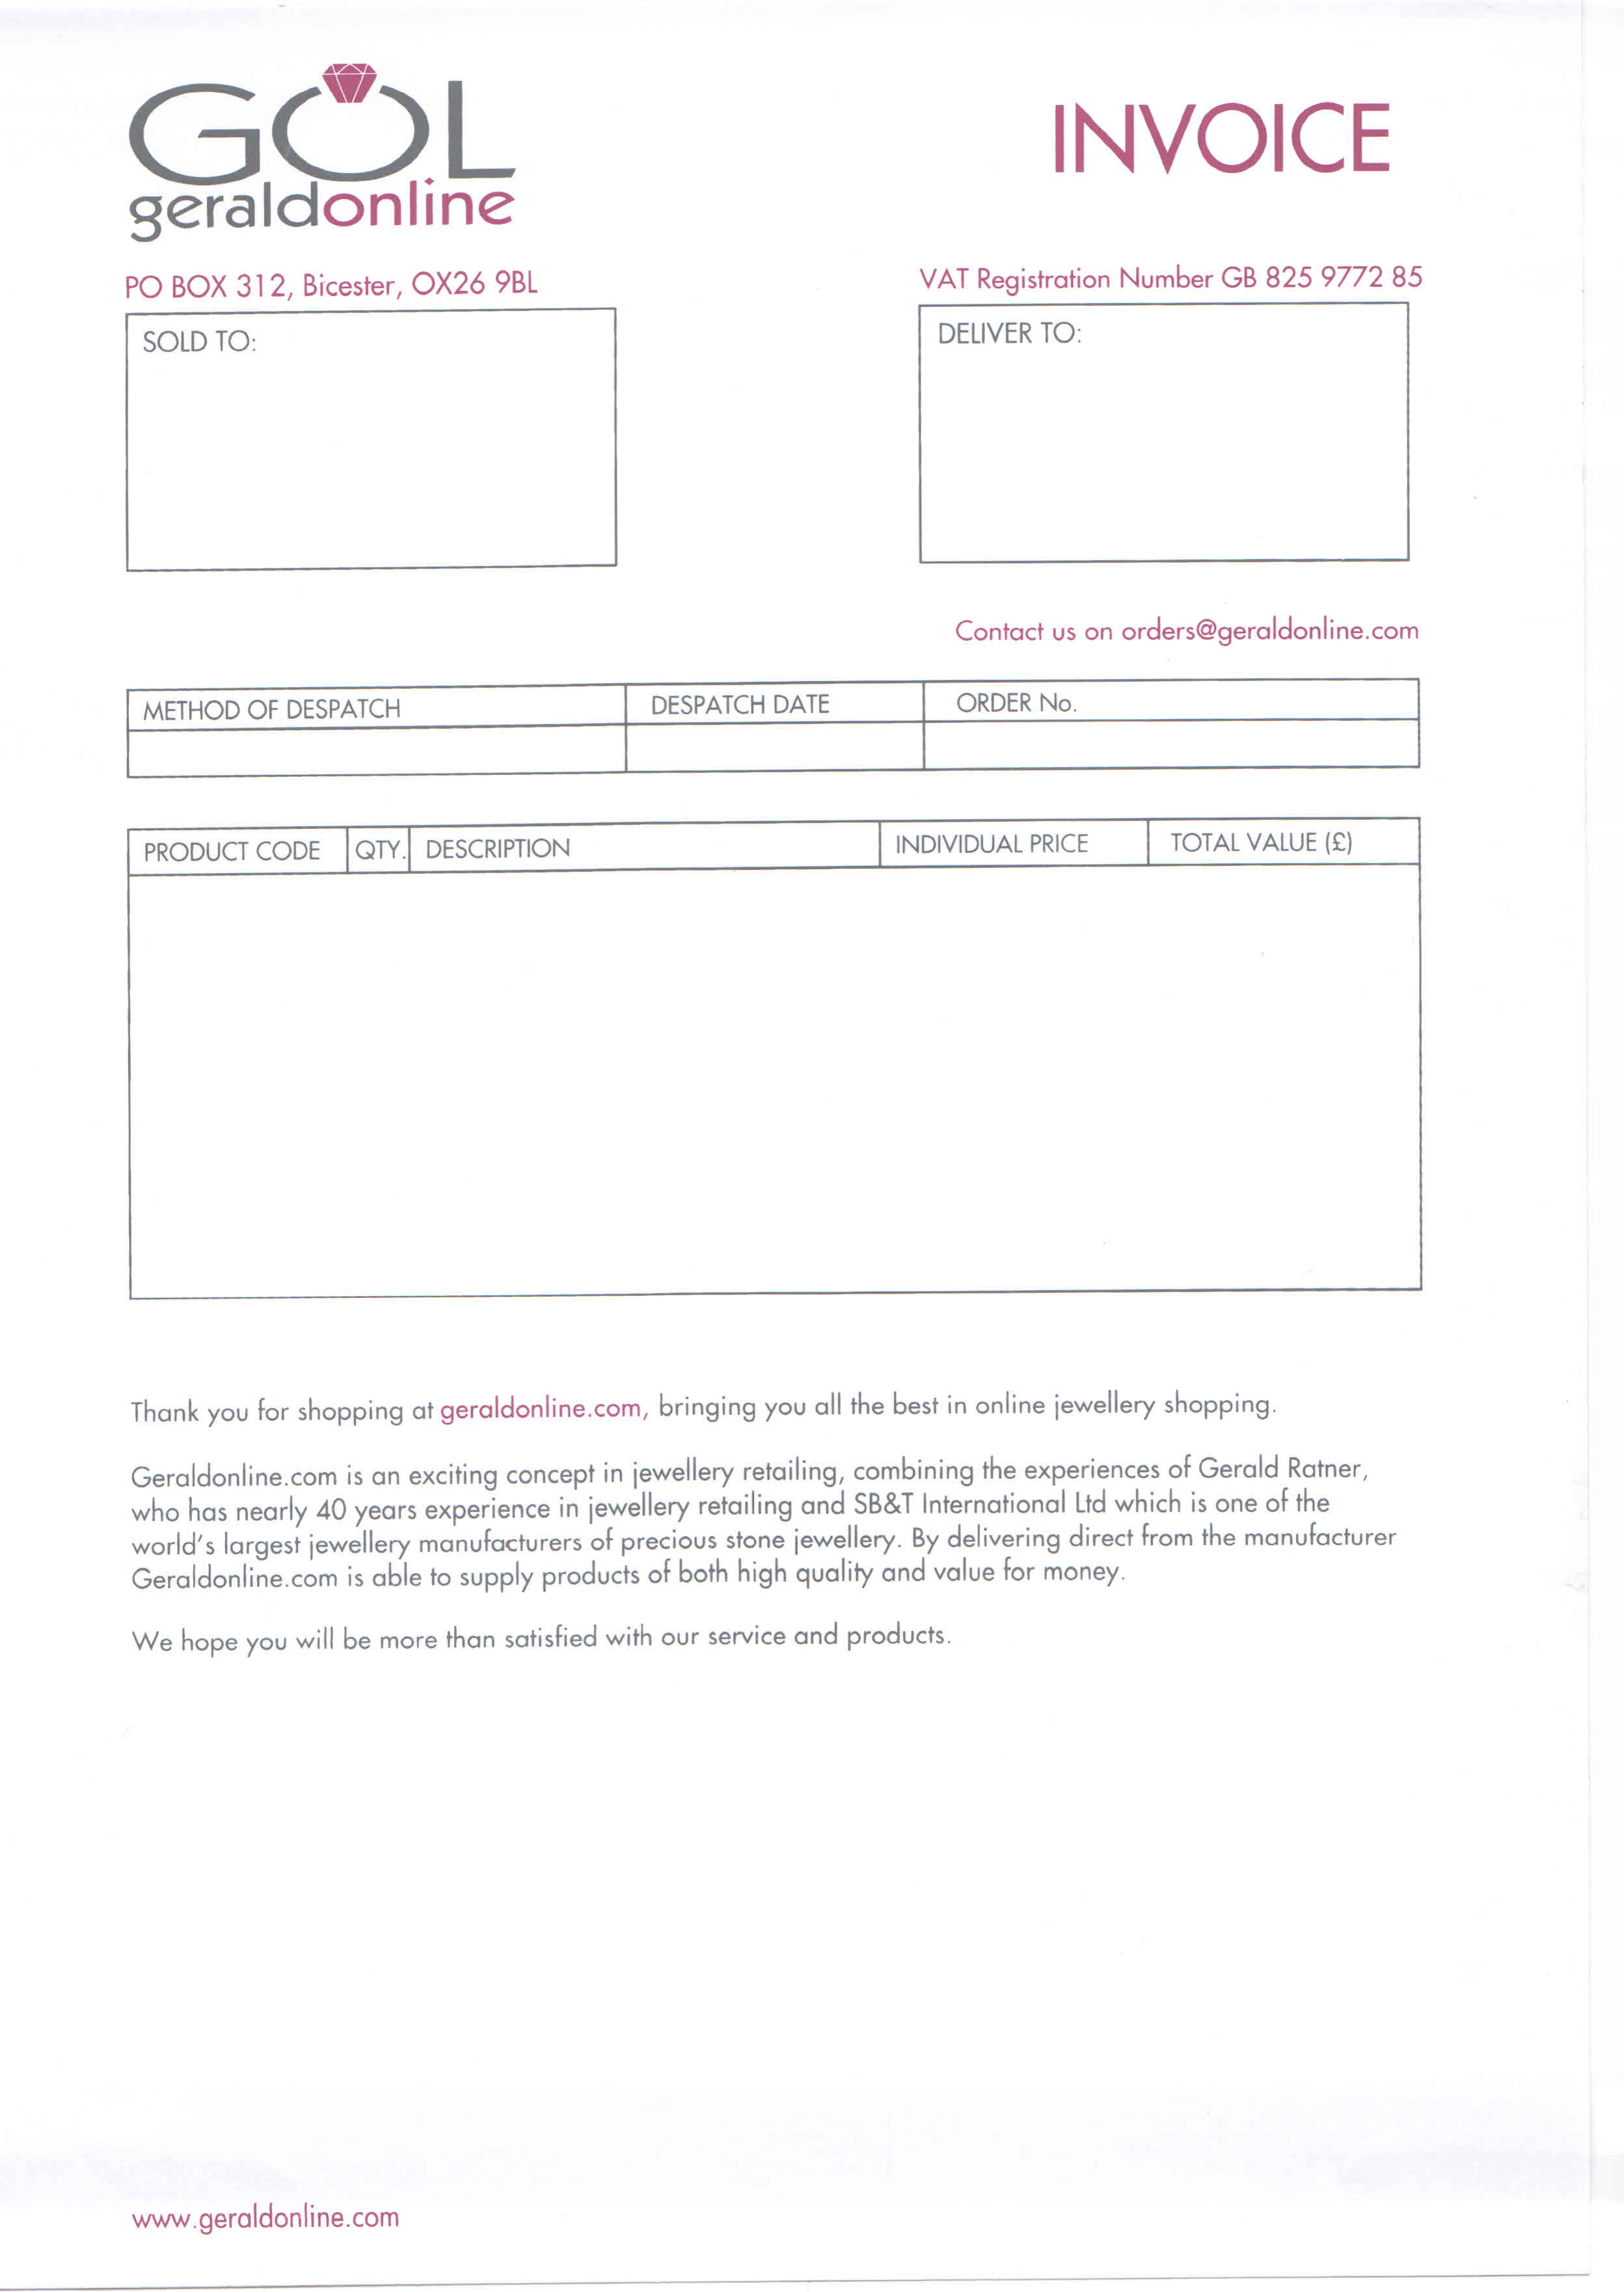 GOL
geraldonline
INVOICE
PO BOX 312, Bicester, OX26 9BL
VAT Registration Number GB 825 9772 85
SOLD TO:
DELIVER TO:
Contact us on orders@geraldonline.com
METHOD OF DESPATCH
DESPATCH DATE
ORDER No.
PRODUCT CODE
QTY.
DESCRIPTION
INDIVIDUAL PRICE
TOTAL VALUE (£)
Thank you for shopping at geraldonline.com, bringing you all the best in online jewellery shopping.
Geraldonline.com is an exciting concept in jewellery retailing, combining the experiences of Gerald Ratner,
who has nearly 40 years experience in jewellery retailing and SB&T International Ltd which is one of the
world's largest jewellery manufacturers of precious stone jewellery. By delivering direct from the manufacturer
Geraldonline.com is able to supply products of both high quality and value for money.
We hope you will be more than satisfied with our service and products.
www.geraldonline.com